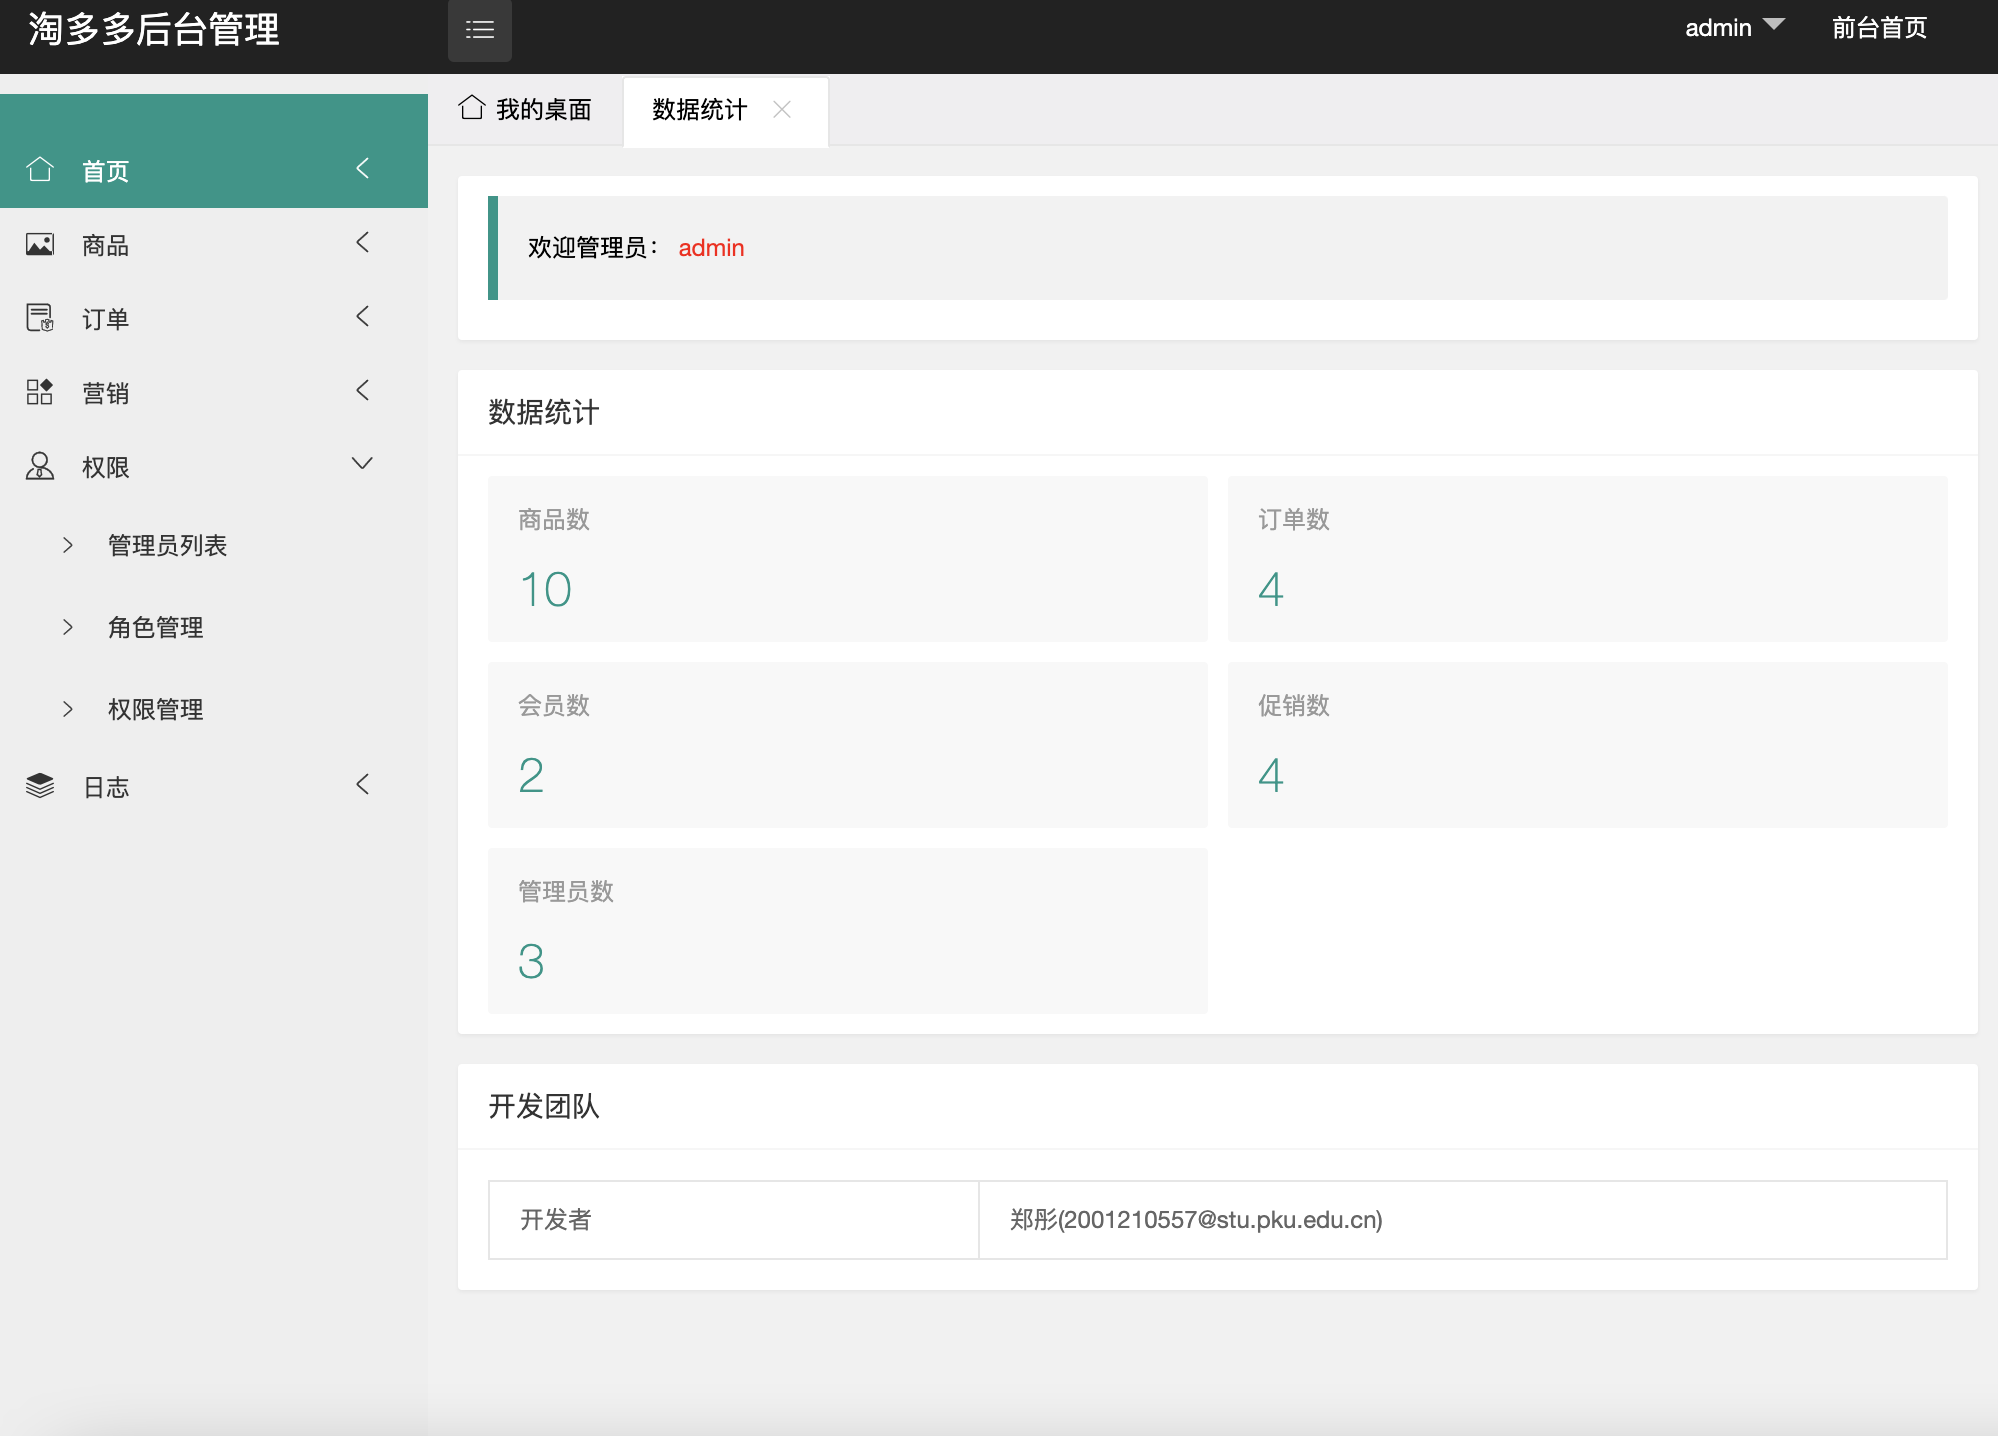 淘多多后台管理
admin
前台首页
首页
商品
订单
营销
权限
管理员列表
角色管理
权限管理
日志
我的桌面
数据统计
欢迎管理员： admin
数据统计
商品数
10
订单数
4
会员数
2
促销数
4
管理员数
3
开发团队
开发者
郑彤(2001210557@stu.pku.edu.cn)